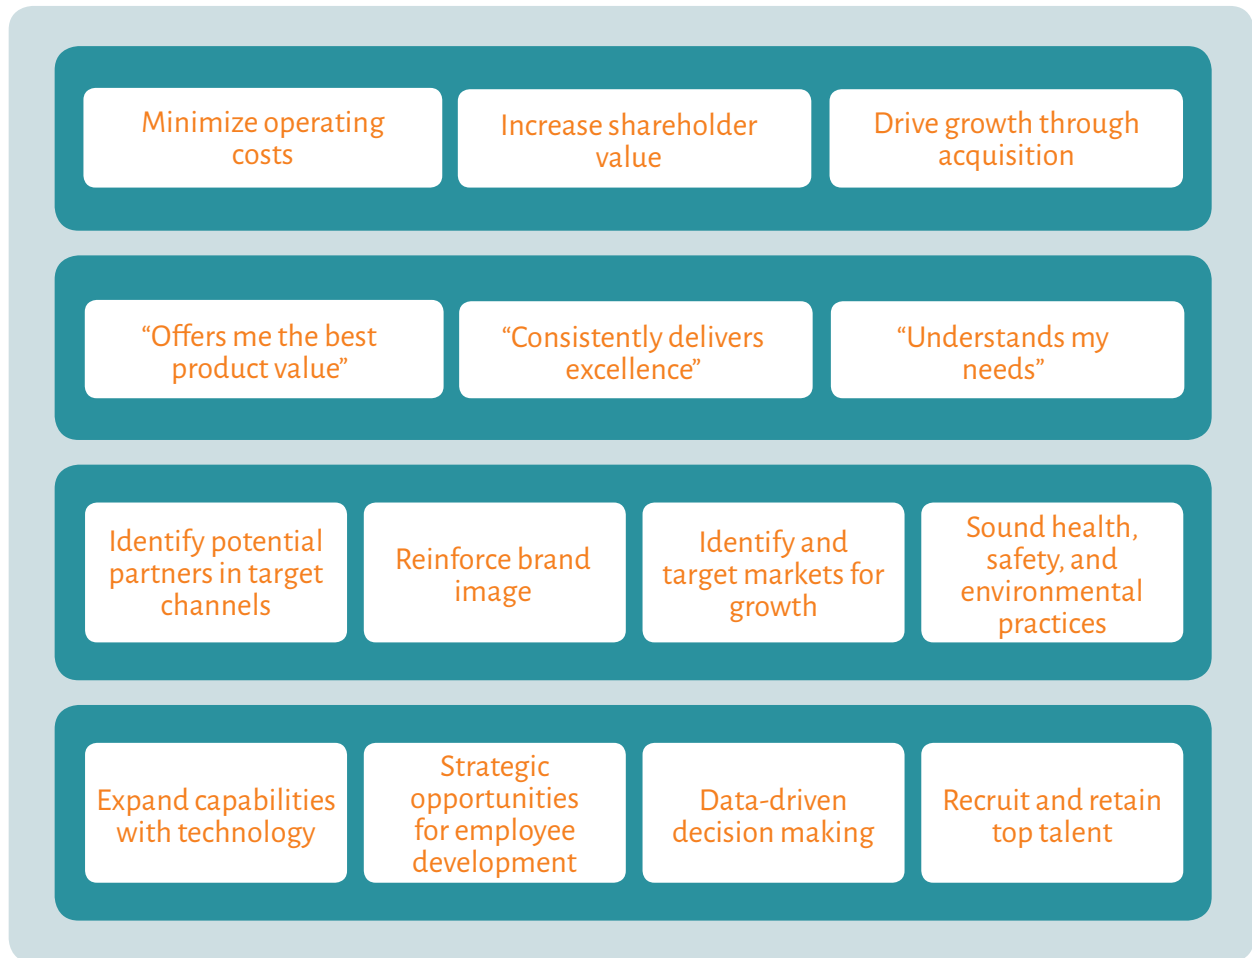 Minimize operating
costs
Increase shareholder
value
Drive growth through
acquisition
“Offers me the best
product value”
“Consistently delivers
excellence”
“Understands my
needs”
Identify potential
partners in target
channels
Reinforce brand
image
Identify and
target markets for
growth
Sound health,
safety, and
environmental
practices
Expand capabilities
with technology
Strategic
opportunities
for employee
development
Data-driven
decision making
Recruit and retain
top talent